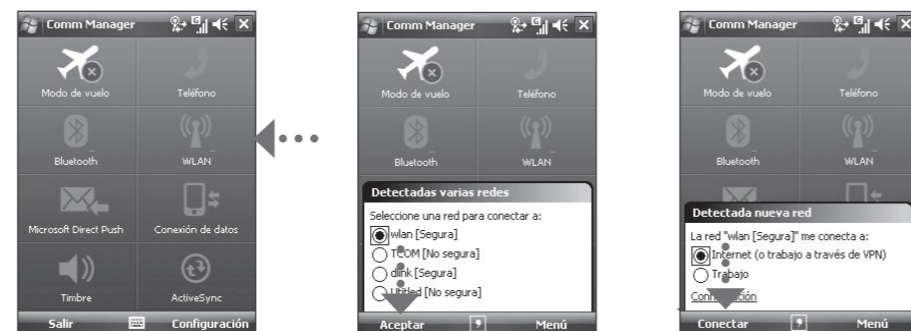 Comm Manager
Modo de vuelo
Teléfono
Bluetooth
WLAN
Microsoft Direct Push
Conexión de datos
Timbre
ActiveSync
Salir
Configuración
Comm Manager
Modo de vuelo
Teléfono
Bluetooth
WLAN
Detectadas varias redes
Seleccione una red para conectar a:
wlan [Segura]
TCOM [No segura]
dlink [Segura]
[No segura]
Aceptar
Menú
Comm Manager
Modo de vuelo
Teléfono
Bluetooth
WLAN
Detectada nueva red
La red "wlan [Segura]" me conecta a:
Internet (o trabajo a través de VPN)
Trabajo
Conectar
Menú